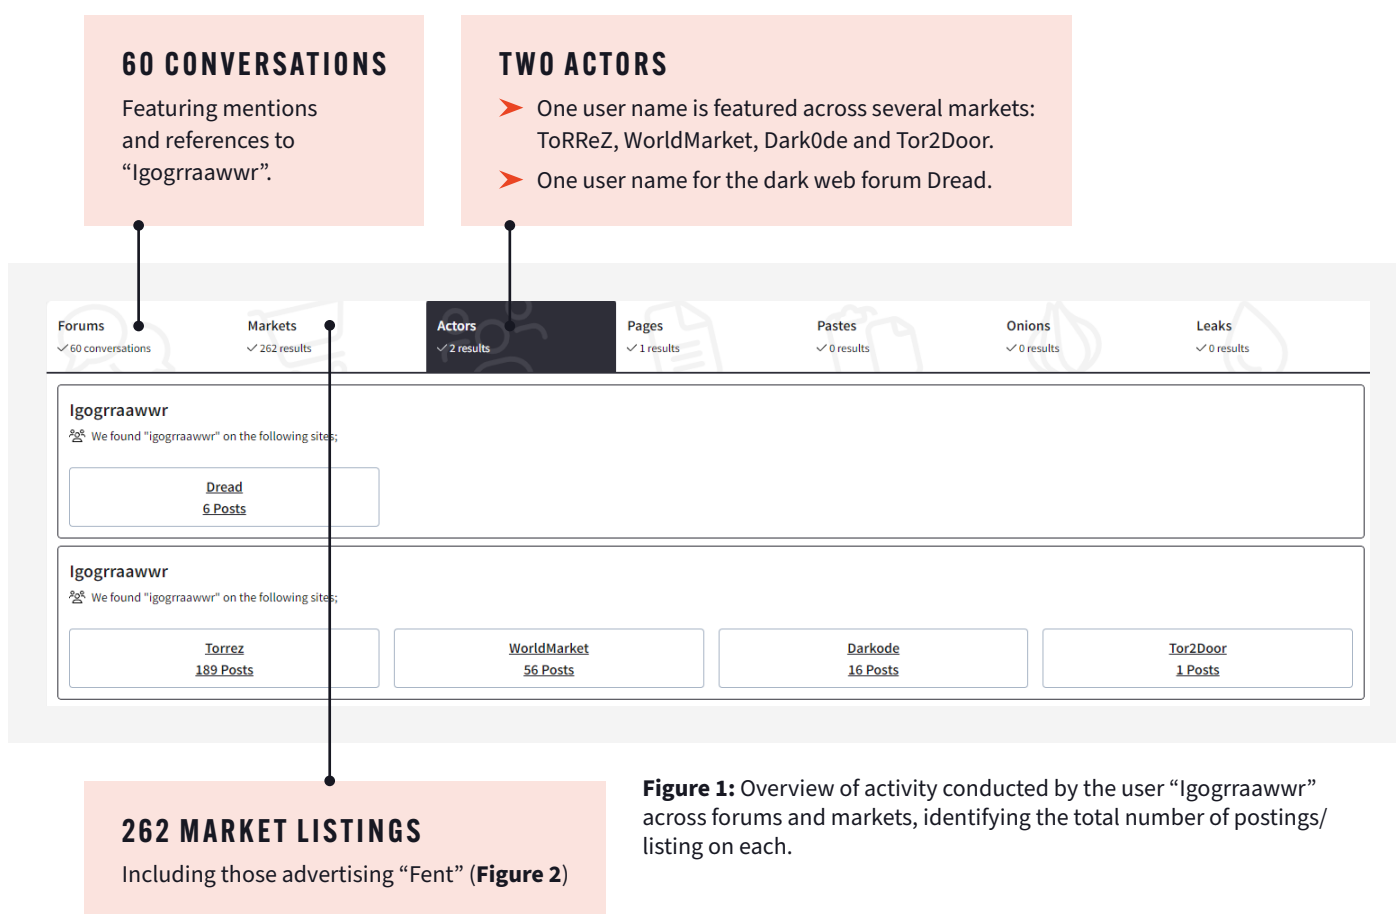 60 CONVERSATIONS
Featuring mentions
and references to
“Igogrraawwr”.
TWO ACTORS
One user name is featured across several markets:
ToRReZ, WorldMarket, Dark0de and Tor2Door.
One user name for the dark web forum Dread.
Forums
60 conversations
Markets
262 results
Actors
2 results
Pages
1 results
Pastes
0 results
Onions
0 results
Leaks
0 results
Igogrraawwr
We found "igogrraawwr" on the following sites;
Dread
6 Posts
Igogrraawwr
We found "igogrraawwr" on the following sites;
Torrez
189 Posts
WorldMarket
56 Posts
Darkode
16 Posts
Tor2Door
1 Posts
262 MARKET LISTINGS
Including those advertising “Fent” (Figure 2)
Figure 1: Overview of activity conducted by the user “Igogrraawwr”
across forums and markets, identifying the total number of postings/
listing on each.